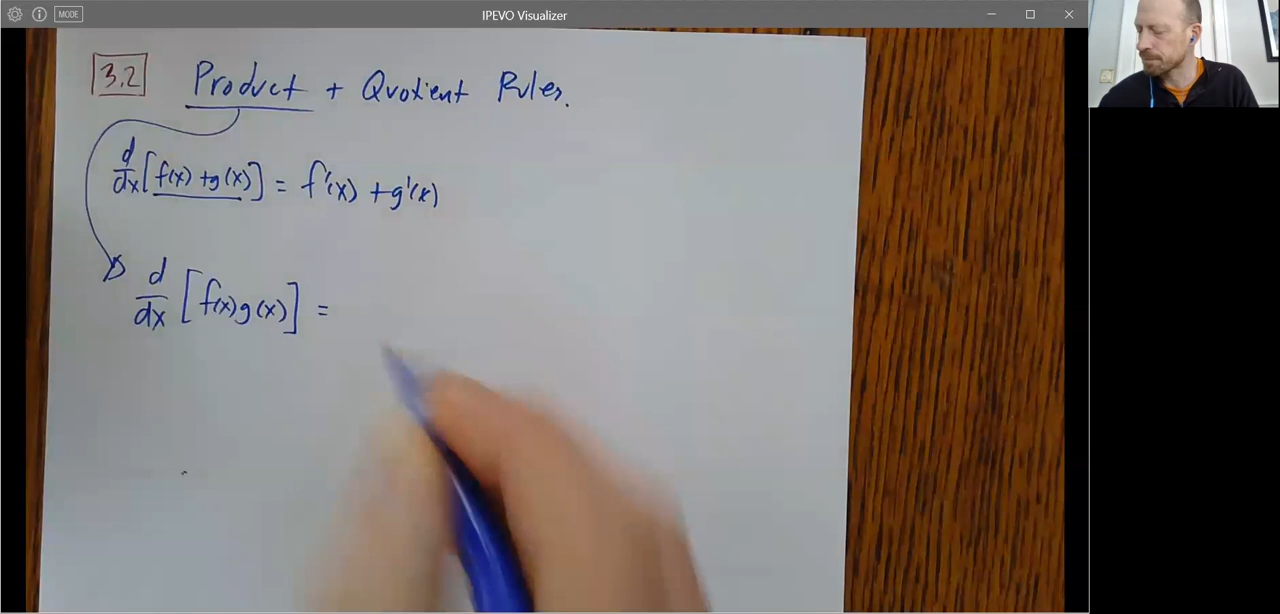 MODE
IPEVO Visualizer
3.2 Product + Quotient Rules.
d/dx [f(x) + g(x)] = f'(x) + g'(x)
d/dx [f(x)g(x)] =